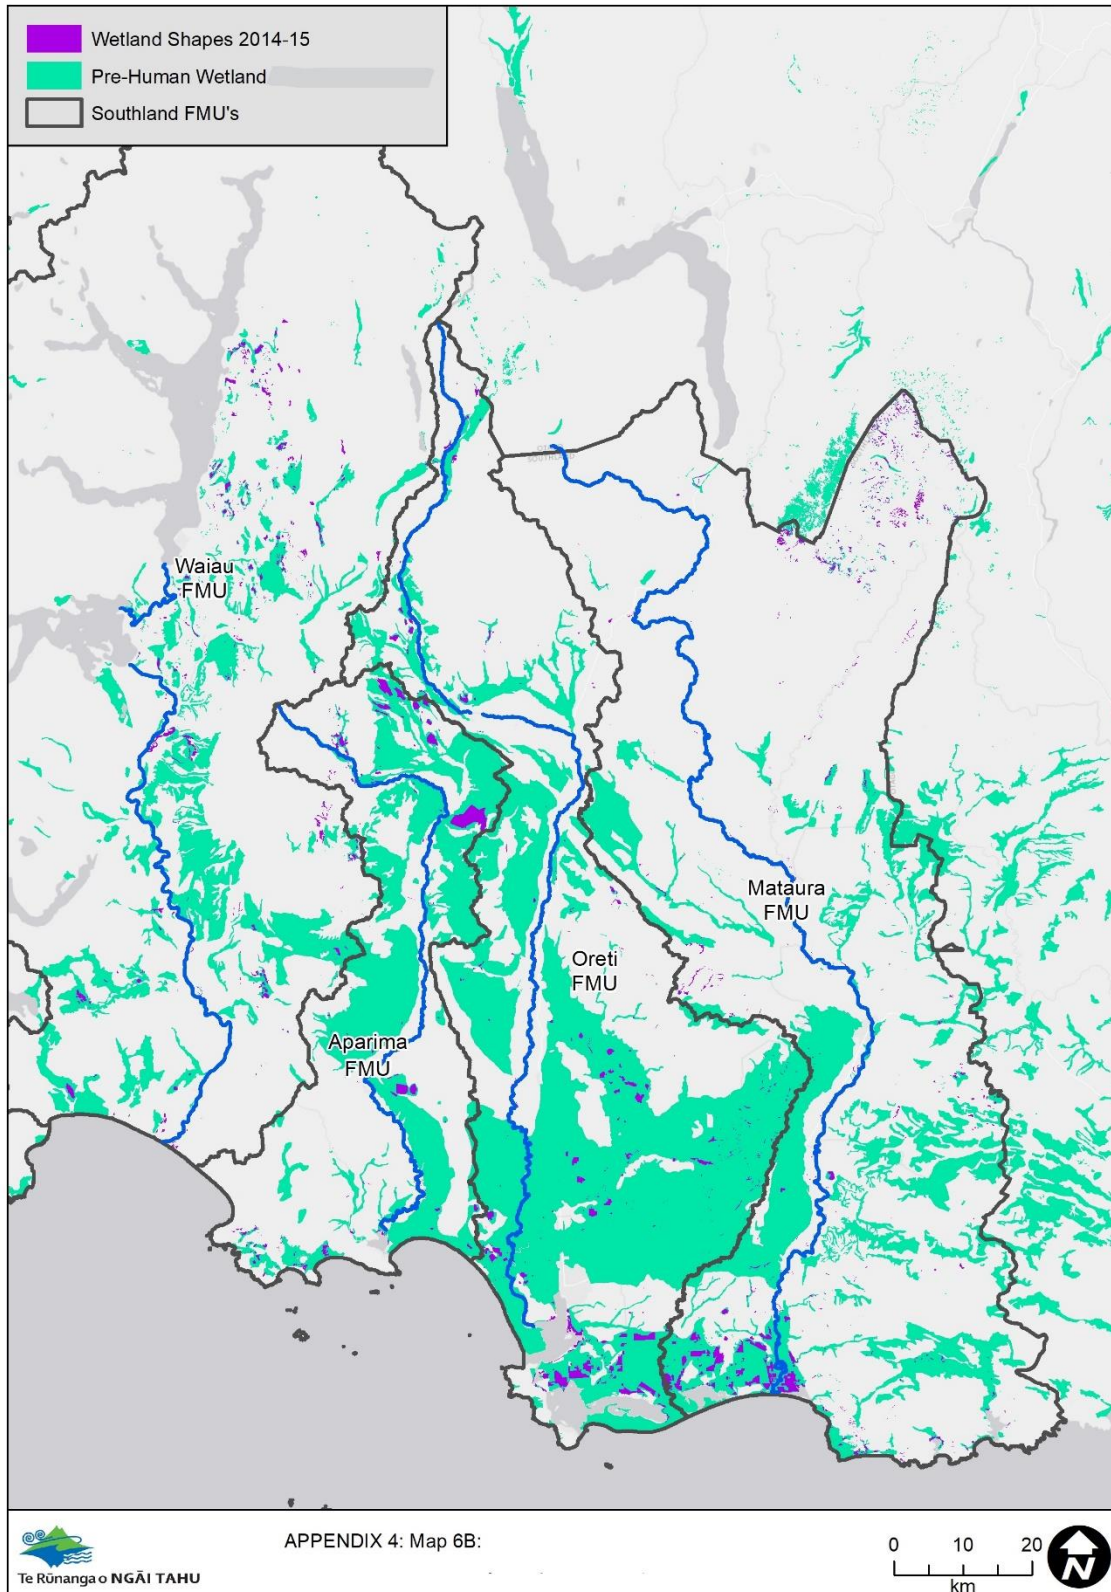 Wetland Shapes 2014-15
Pre-Human Wetland
Southland FMU's
Waiau
FMU
Mataura
FMU
Oreti
FMU
Aparima
FMU
APPENDIX 4: Map 6B:
Te Rūnanga o NGĀI TAHU
0 10 20
km
N